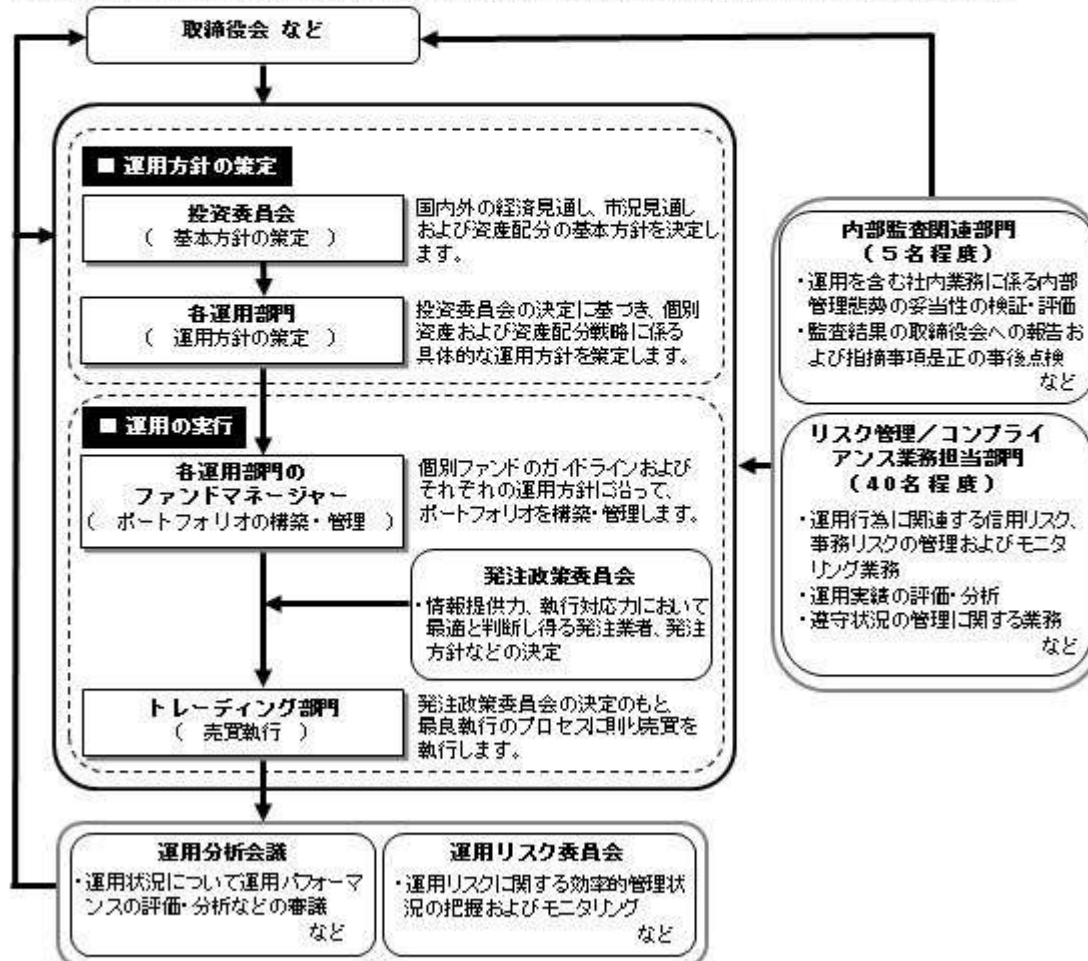 取締役会 など
■ 運用方針の策定
投資委員会
( 基本方針の策定 )
国内外の経済見通し、市況見通し
および資産配分の基本方針を決定し
ます。
各運用部門
( 運用方針の策定 )
投資委員会の決定に基づき、個別
資産および資産配分戦略に係る
具体的な運用方針を策定します。
■ 運用の実行
各運用部門の
ファンドマネージャー
( ポートフォリオの構築・管理 )
個別ファンドのガイドラインおよび
それぞれの運用方針に沿って、
ポートフォリオを構築・管理します。
発注政策委員会
・情報提供力、執行対応力において
最適と判断し得る発注業者、発注
方針などの決定
トレーディング部門
( 売買執行 )
発注政策委員会の決定のもと
最良執行のプロセスに則り売買を
執行します。
運用分析会議
・運用状況について運用パフォーマ
ンスの評価・分析などの審議
など
運用リスク委員会
・運用リスクに関する効率的管理状
況の把握およびモニタリング
など
内部監査関連部門
(5名程度)
・運用を含む社内業務に係る内部
管理態勢の妥当性の検証・評価
・監査結果の取締役会への報告お
よび指摘事項是正の事後点検
など
リスク管理/コンプライ
アンス業務担当部門
(40名程度)
・運用行為に関連する信用リスク、
事務リスクの管理およびモニタ
リング業務
・運用実績の評価・分析
・遵守状況の管理に関する業務
など